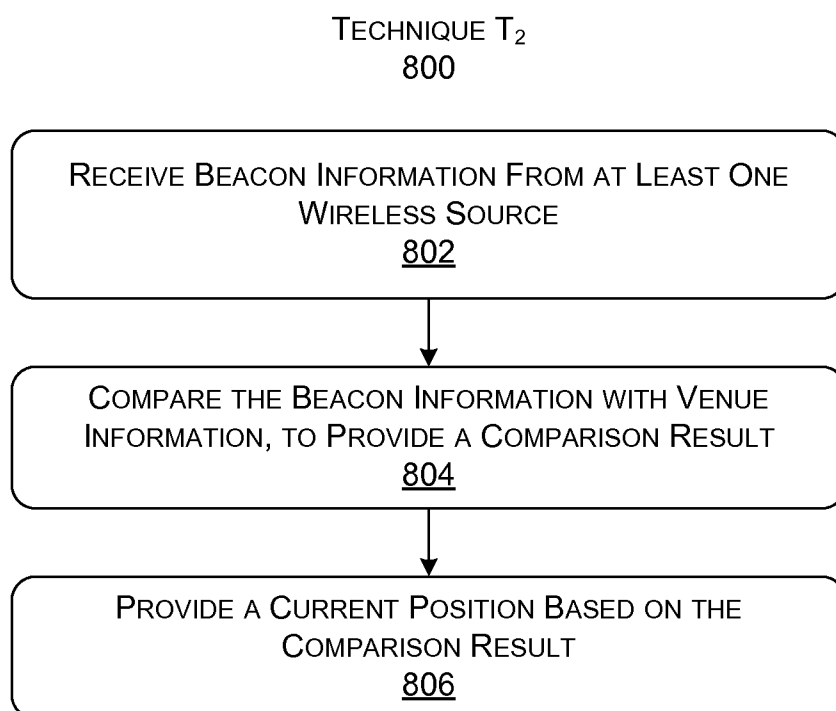 TECHNIQUE T2
800
RECEIVE BEACON INFORMATION FROM AT LEAST ONE
WIRELESS SOURCE
802
COMPARE THE BEACON INFORMATION WITH VENUE
INFORMATION, TO PROVIDE A COMPARISON RESULT
804
PROVIDE A CURRENT POSITION BASED ON THE
COMPARISON RESULT
806